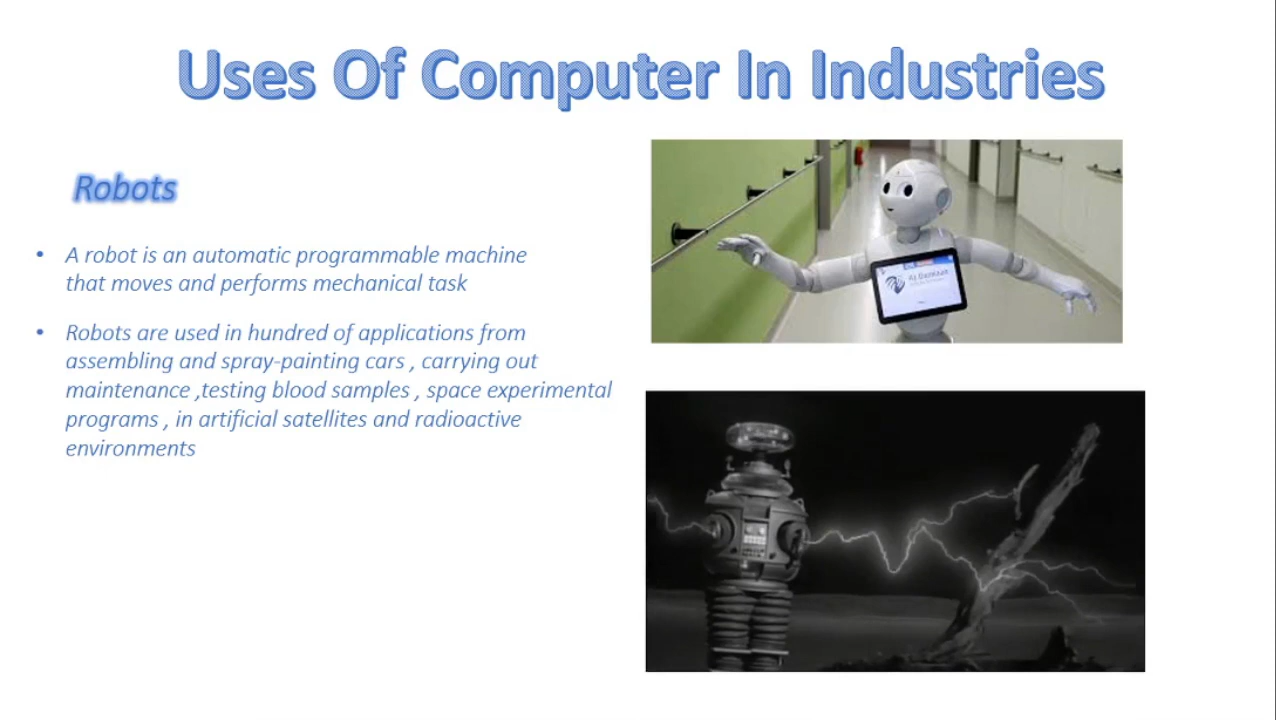 Uses Of Computer In Industries
Robots
• A robot is an automatic programmable machine
that moves and performs mechanical task
• Robots are used in hundred of applications from
assembling and spray-painting cars , carrying out
maintenance ,testing blood samples , space experimental
programs , in artificial satellites and radioactive
environments